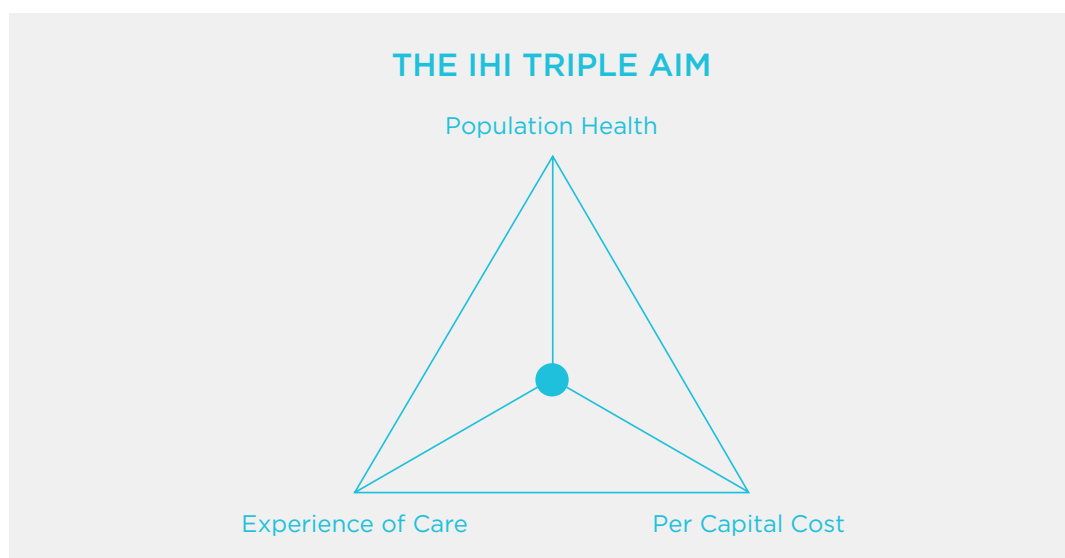 THE IHI TRIPLE AIM
Population Health
Experience of Care
Per Capital Cost